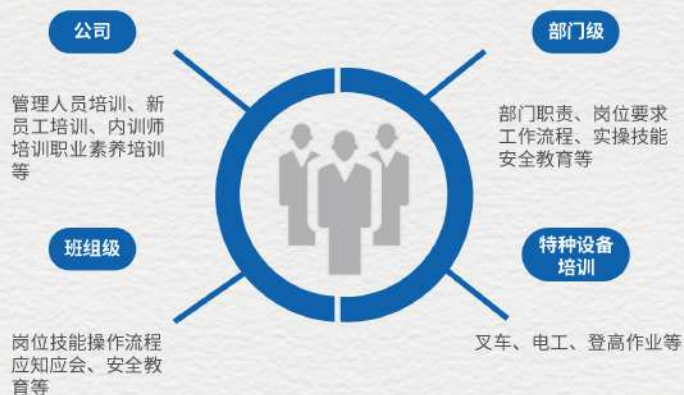 公司
管理人员培训、新
员工培训、内训师
培训职业素养培训
等
部门级
部门职责、岗位要求
工作流程、实操技能
安全教育等
班组级
岗位技能操作流程
应知应会、安全教
育等
特种设备
培训
叉车、电工、登高作业等